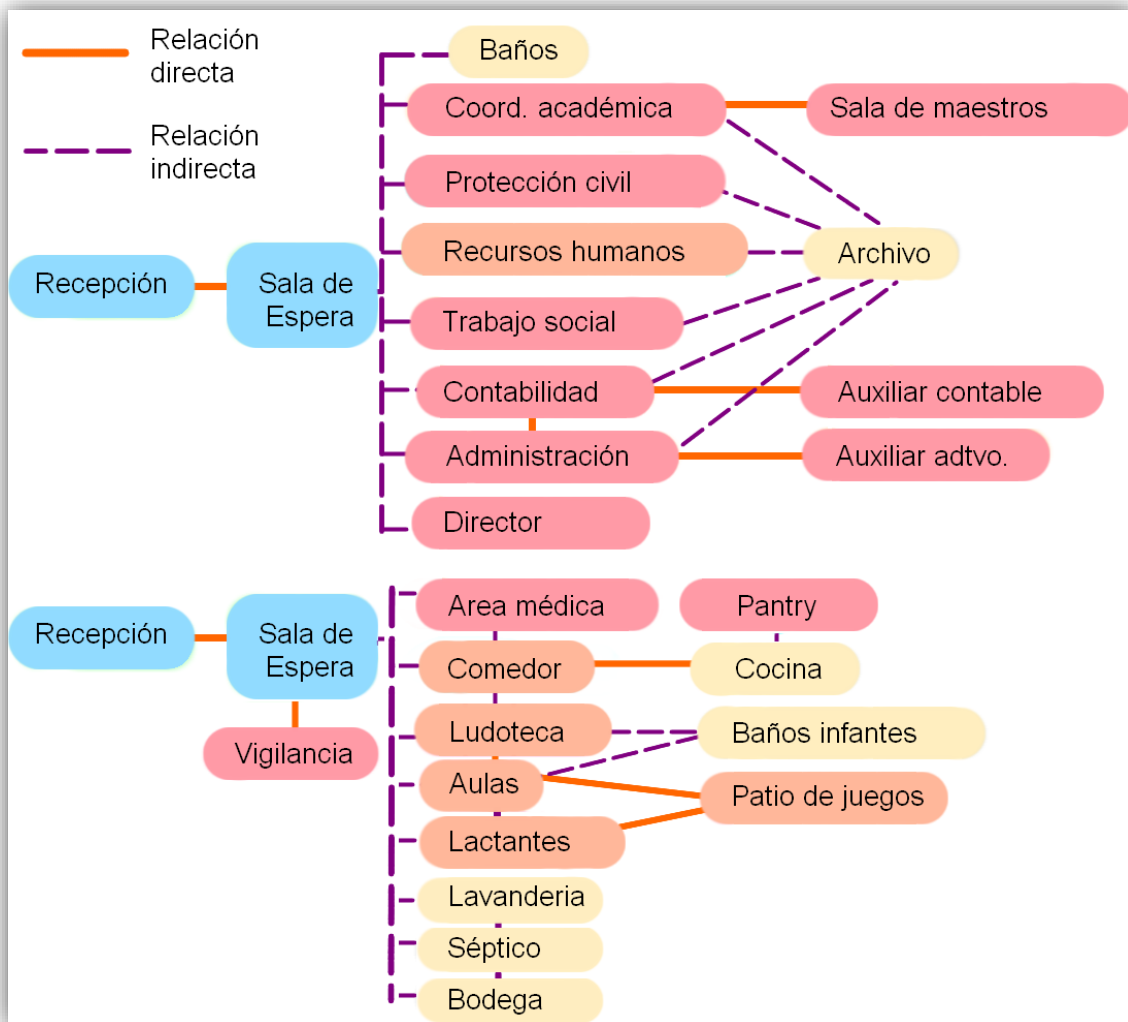 Relación
directa
Relación
indirecta
Baños
Coord. académica
Sala de maestros
Protección civil
Recursos humanos
Archivo
Recepción
Sala de
Espera
Trabajo social
Contabilidad
Auxiliar contable
Administración
Auxiliar adtvo.
Director
Recepción
Sala de
Espera
Vigilancia
Area médica
Pantry
Comedor
Cocina
Ludoteca
Baños infantes
Aulas
Patio de juegos
Lactantes
Lavanderia
Séptico
Bodega